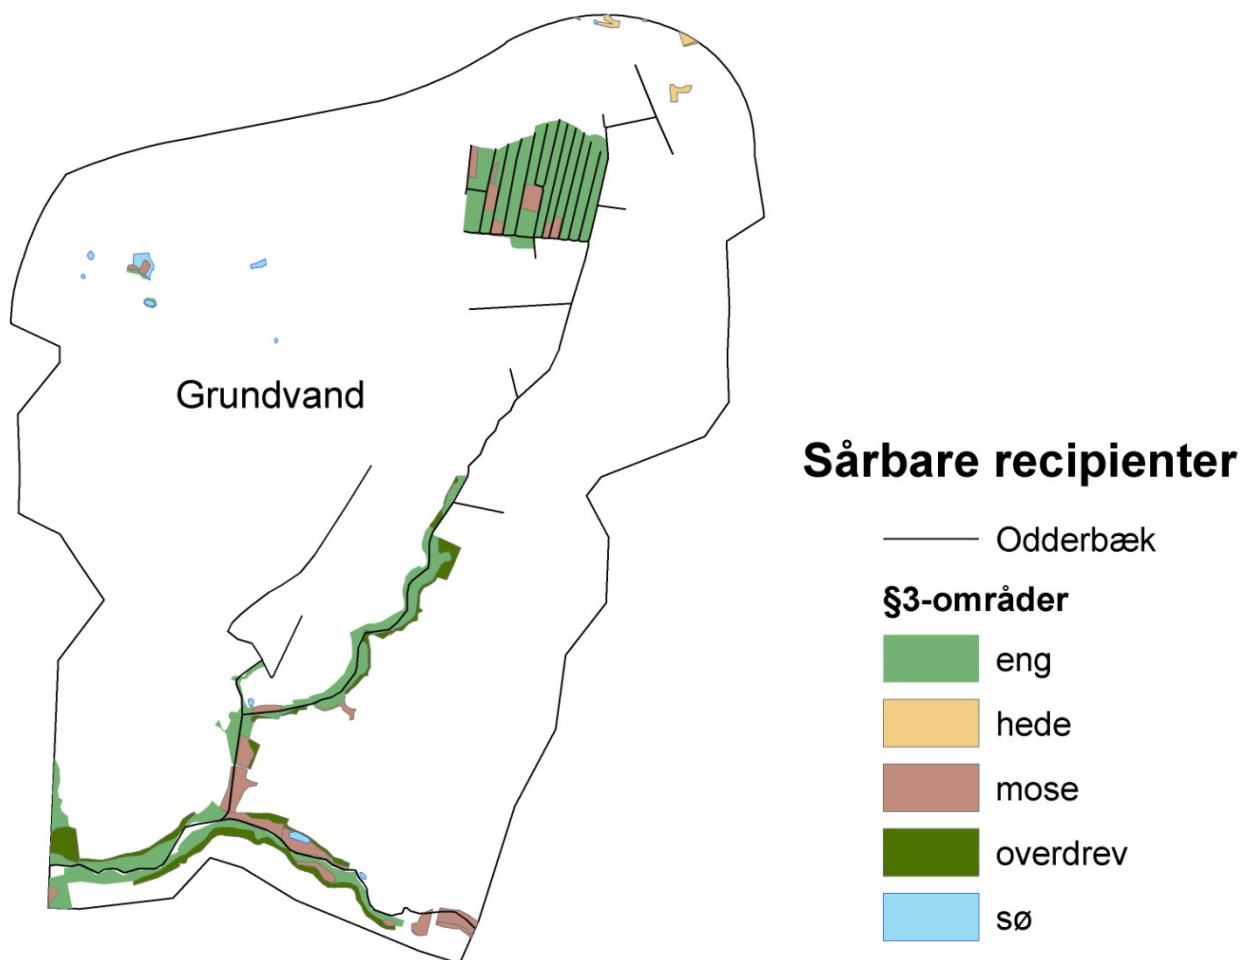 Grundvand
Sårbare recipienter
Odderbæk
§3-områder
eng
hede
mose
overdrev
sø